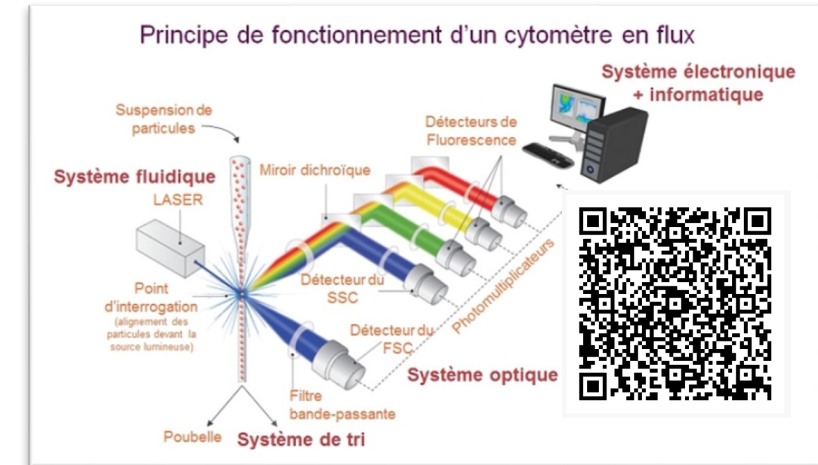 Principe de fonctionnement d'un cytomètre en flux
Système électronique
+ informatique
Suspension de
particules
Détecteurs de
Fluorescence
Système fluidique
Miroir dichroïque
LASER
Point
d'interrogation
(alignement des
particules devant la
source lumineuse)
Détecteur du
SSC
Photomultiplicateurs
Détecteur du
FSC
Système optique
Filtre
bande-passante
Poubelle
Système de tri